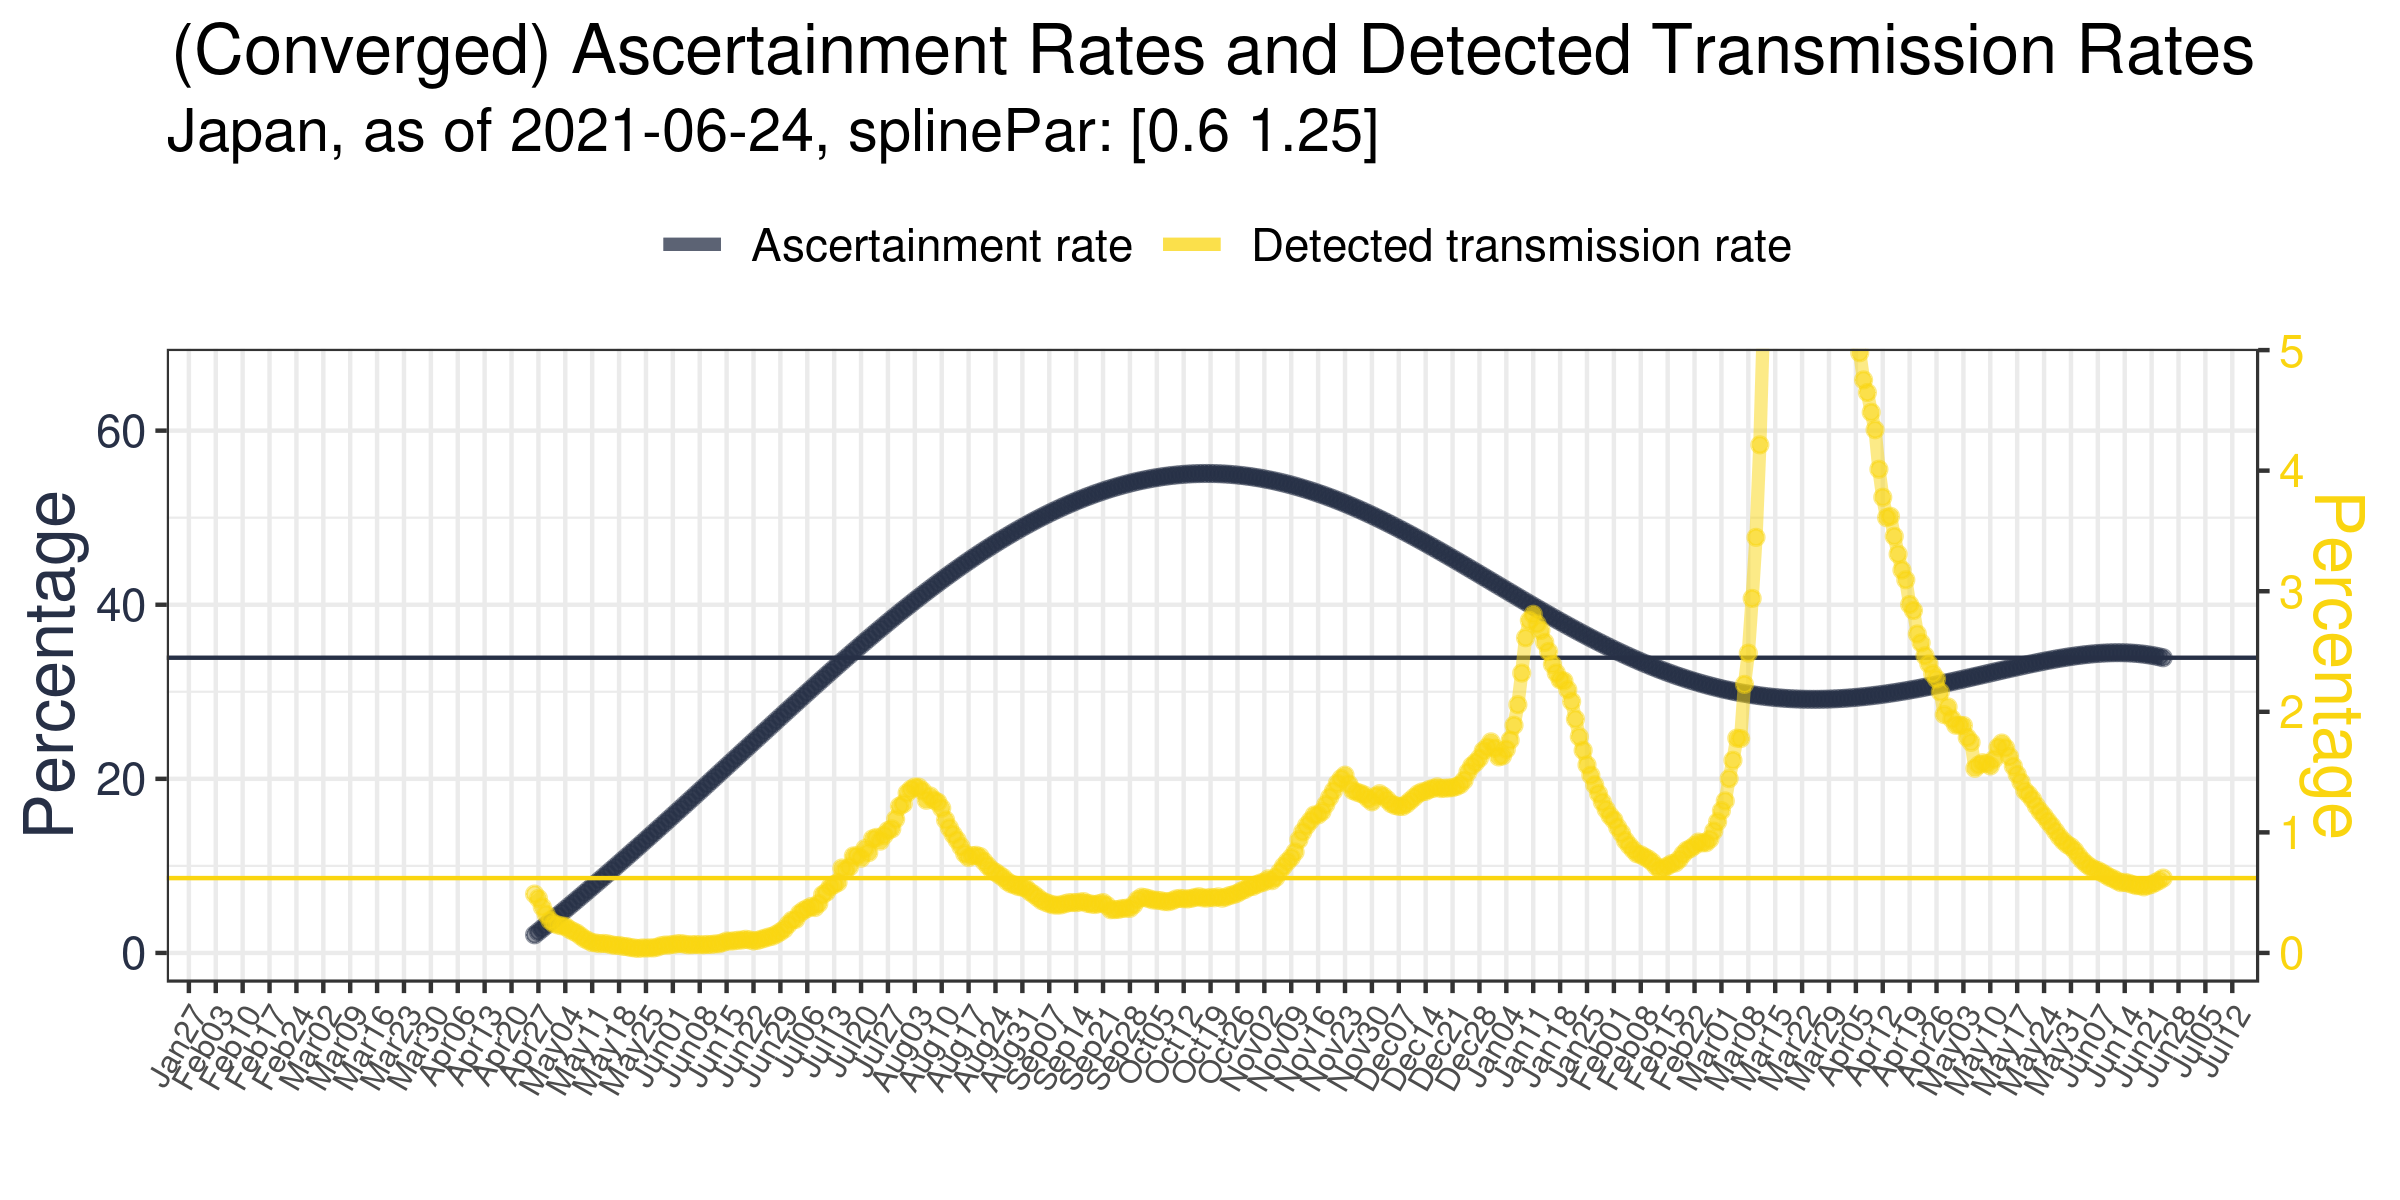 (Converged) Ascertainment Rates and Detected Transmission Rates
Japan, as of 2021-06-24, splinePar: [0.6 1.25]
Ascertainment rate
Detected transmission rate
Percentage
60
40
20
0
5
4
3
2
1
0
Percentage
Jan27
Feb03
Feb10
Feb17
Feb24
Mar02
Mar09
Mar16
Mar23
Mar30
Apr06
Apr13
Apr20
Apr27
May04
May11
May18
May25
Jun01
Jun08
Jun15
Jun22
Jun29
Jul06
Jul13
Jul20
Jul27
Aug03
Aug10
Aug17
Aug24
Aug31
Sep07
Sep14
Sep21
Sep28
Oct05
Oct12
Oct19
Oct26
Nov02
Nov09
Nov16
Nov23
Nov30
Dec07
Dec14
Dec21
Dec28
Jan04
Jan11
Jan18
Jan25
Feb01
Feb08
Feb15
Feb22
Mar01
Mar08
Mar15
Mar22
Mar29
Apr05
Apr12
Apr19
Apr26
May03
May10
May17
May24
May31
Jun07
Jun14
Jun21
Jun28
Jul05
Jul12